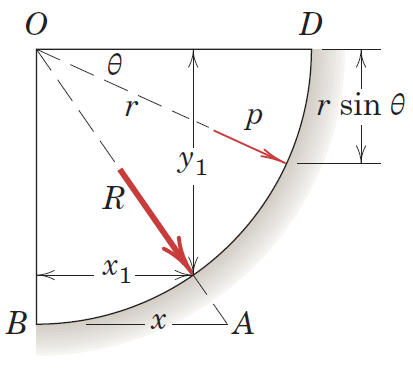 O D
θ
r p r sin θ
y₁
R
x₁
B x A